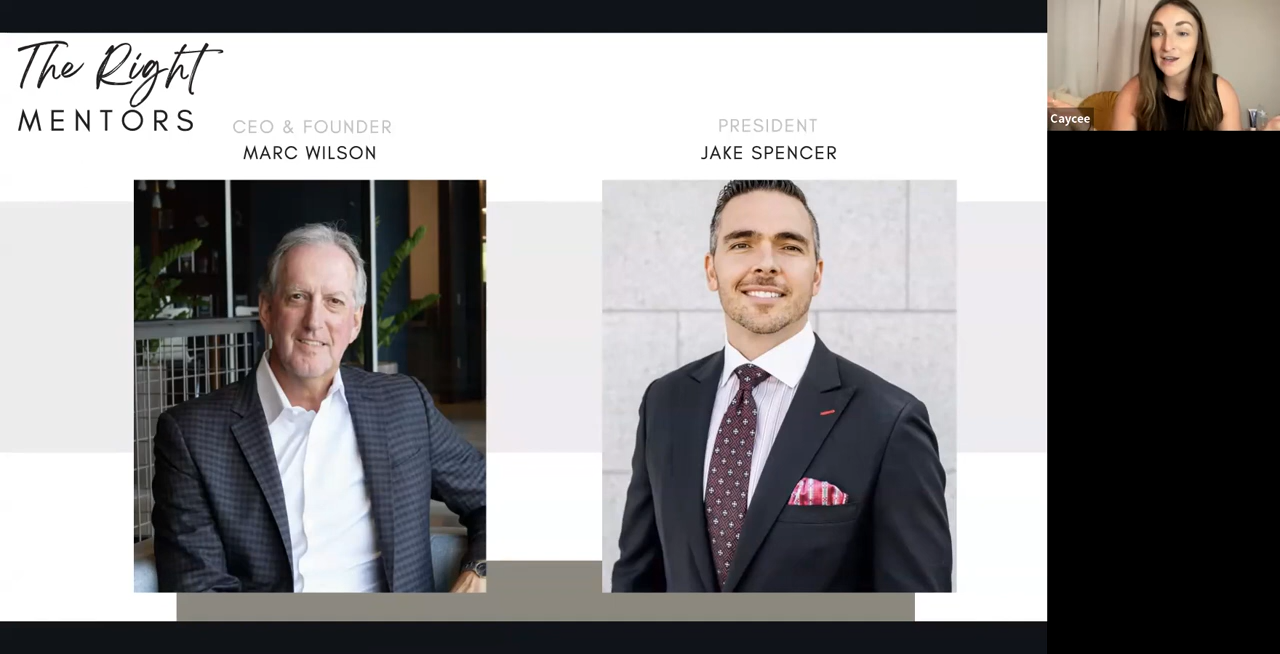 The Right
MENTORS
CEO & FOUNDER
MARC WILSON
PRESIDENT
JAKE SPENCER
Caycee